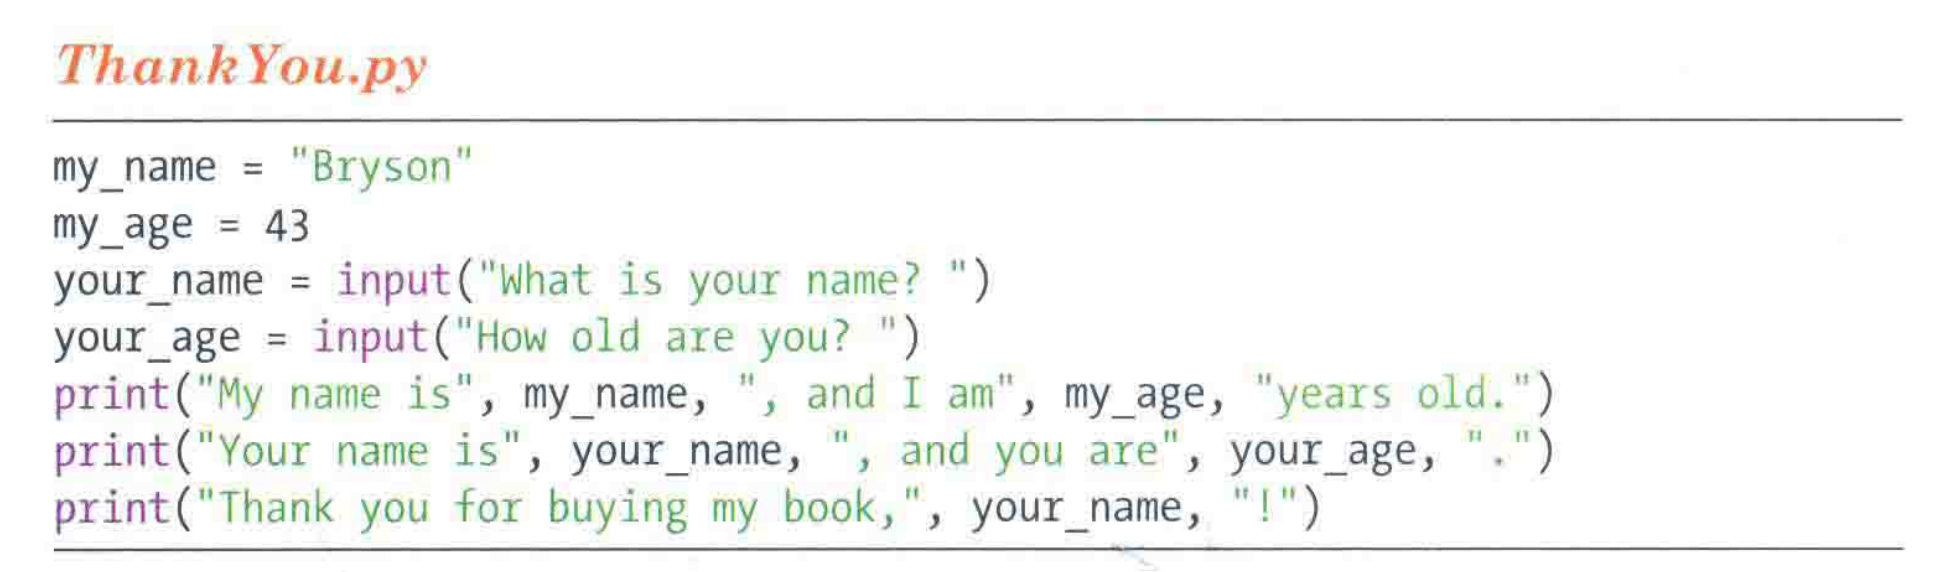 ThankYou.py
my_name = "Bryson"
my_age = 43
your_name = input("What is your name? ")
your_age = input("How old are you? ")
print("My name is", my_name, ", and I am", my_age, "years old.")
print("Your name is", your_name, ", and you are", your_age, ".")
print("Thank you for buying my book,", your_name, "!")